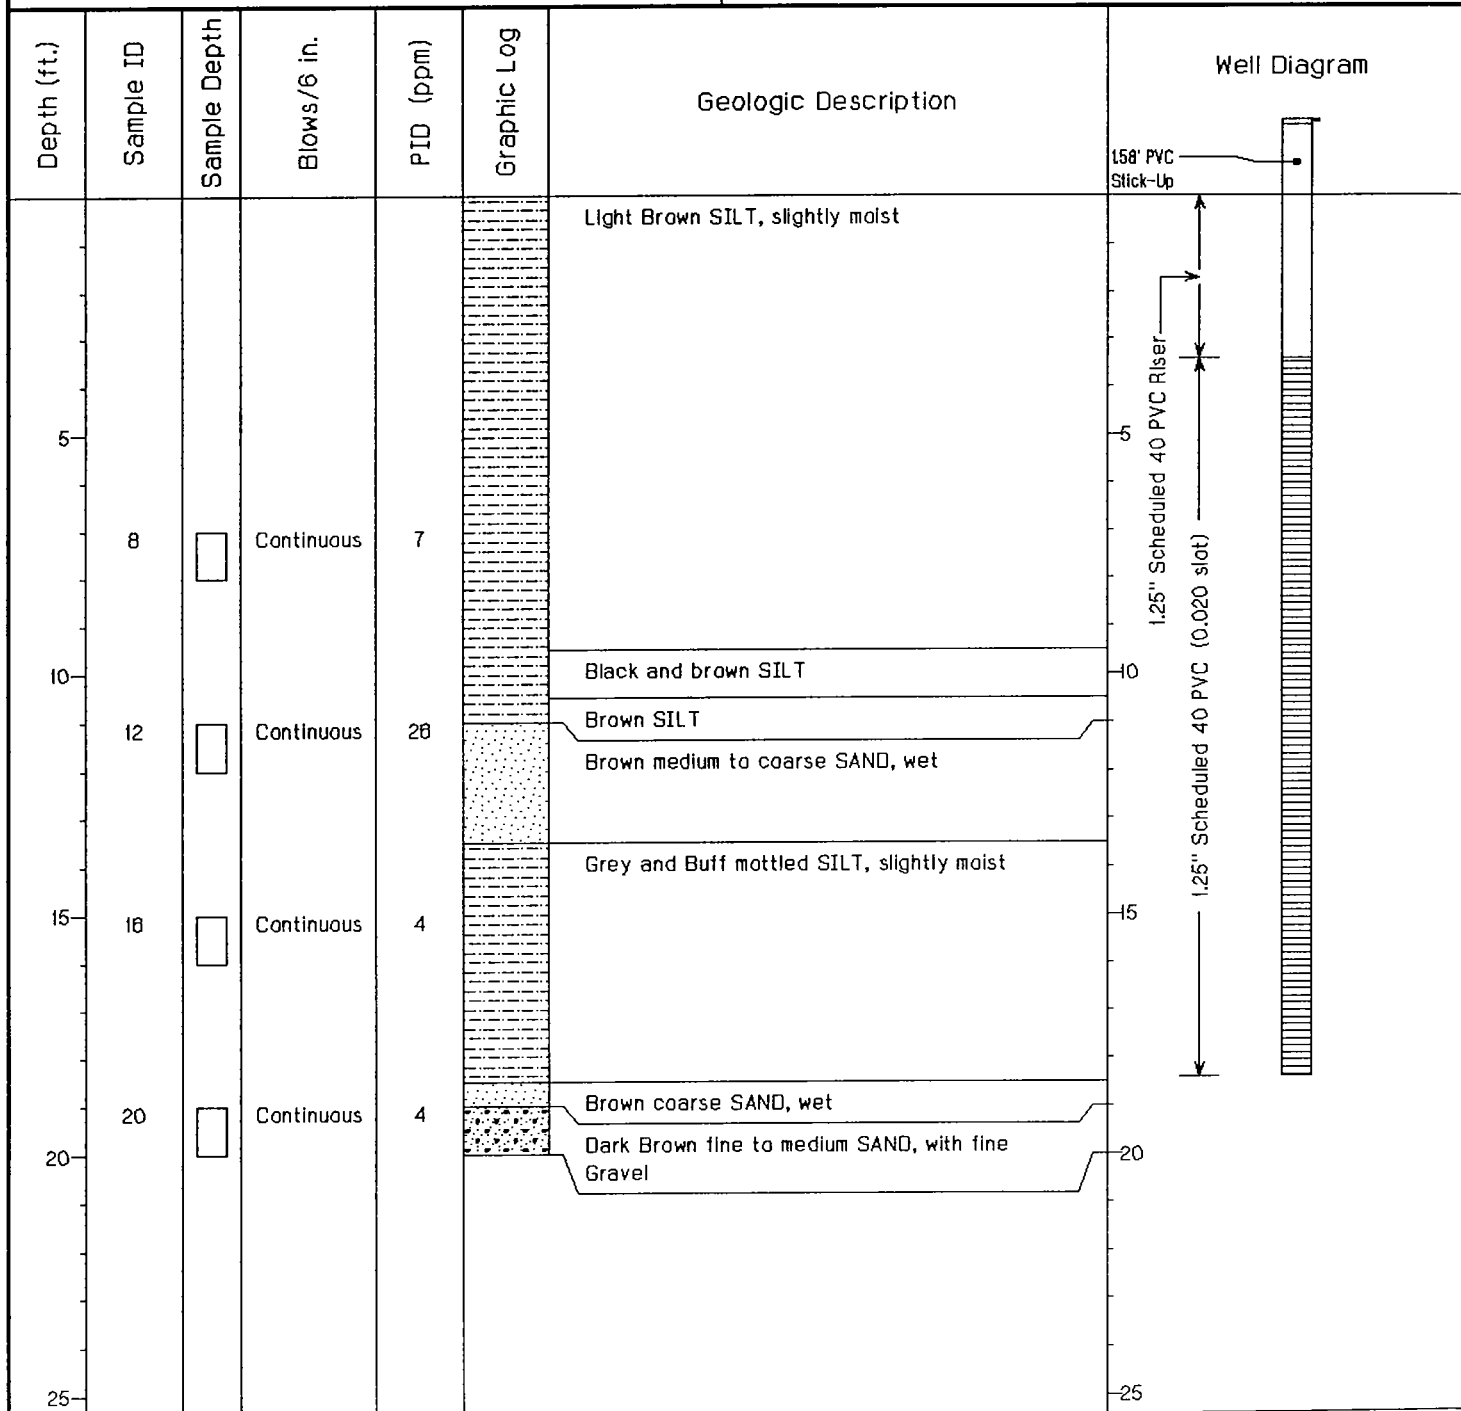 Depth (ft.)
Sample ID
Sample Depth
Blows/6 in.
PID (ppm)
Graphic Log
Geologic Description
Well Diagram
1.58' PVC
Stick-Up
Light Brown SILT, slightly moist
1.25" Scheduled 40 PVC Riser
1.25" Scheduled 40 PVC (0.020 slot)
5
5
8 Continuous 7
Black and brown SILT
10
10
Brown SILT
12 Continuous 26
Brown medium to coarse SAND, wet
Grey and Buff mottled SILT, slightly moist
15
15
16 Continuous 4
Brown coarse SAND, wet
20 Continuous 4
Dark Brown fine to medium SAND, with fine
Gravel
20
20
25
25